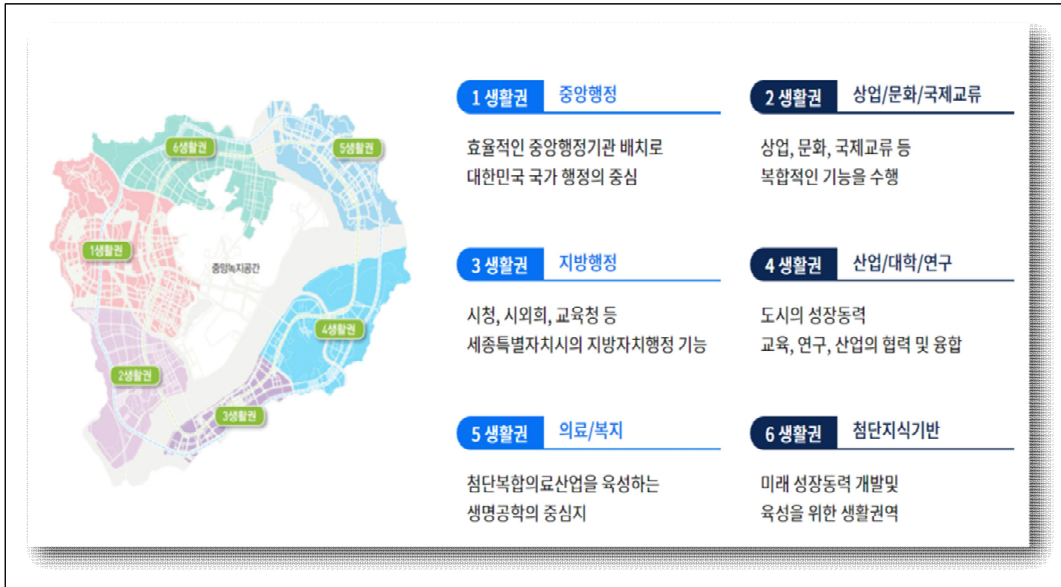 6생활권
5생활권
1생활권
중앙녹지공간
4생활권
2생활권
3생활권
1 생활권 중앙행정
효율적인 중앙행정기관 배치로
대한민국 국가 행정의 중심
2 생활권 상업/문화/국제교류
상업, 문화, 국제교류 등
복합적인 기능을 수행
3 생활권 지방행정
시청, 시외회, 교육청 등
세종특별자치시의 지방자치행정 기능
4 생활권 산업/대학/연구
도시의 성장동력
교육, 연구, 산업의 협력 및 융합
5 생활권 의료/복지
첨단복합의료산업을 육성하는
생명공학의 중심지
6 생활권 첨단지식기반
미래 성장동력 개발및
육성을 위한 생활권역